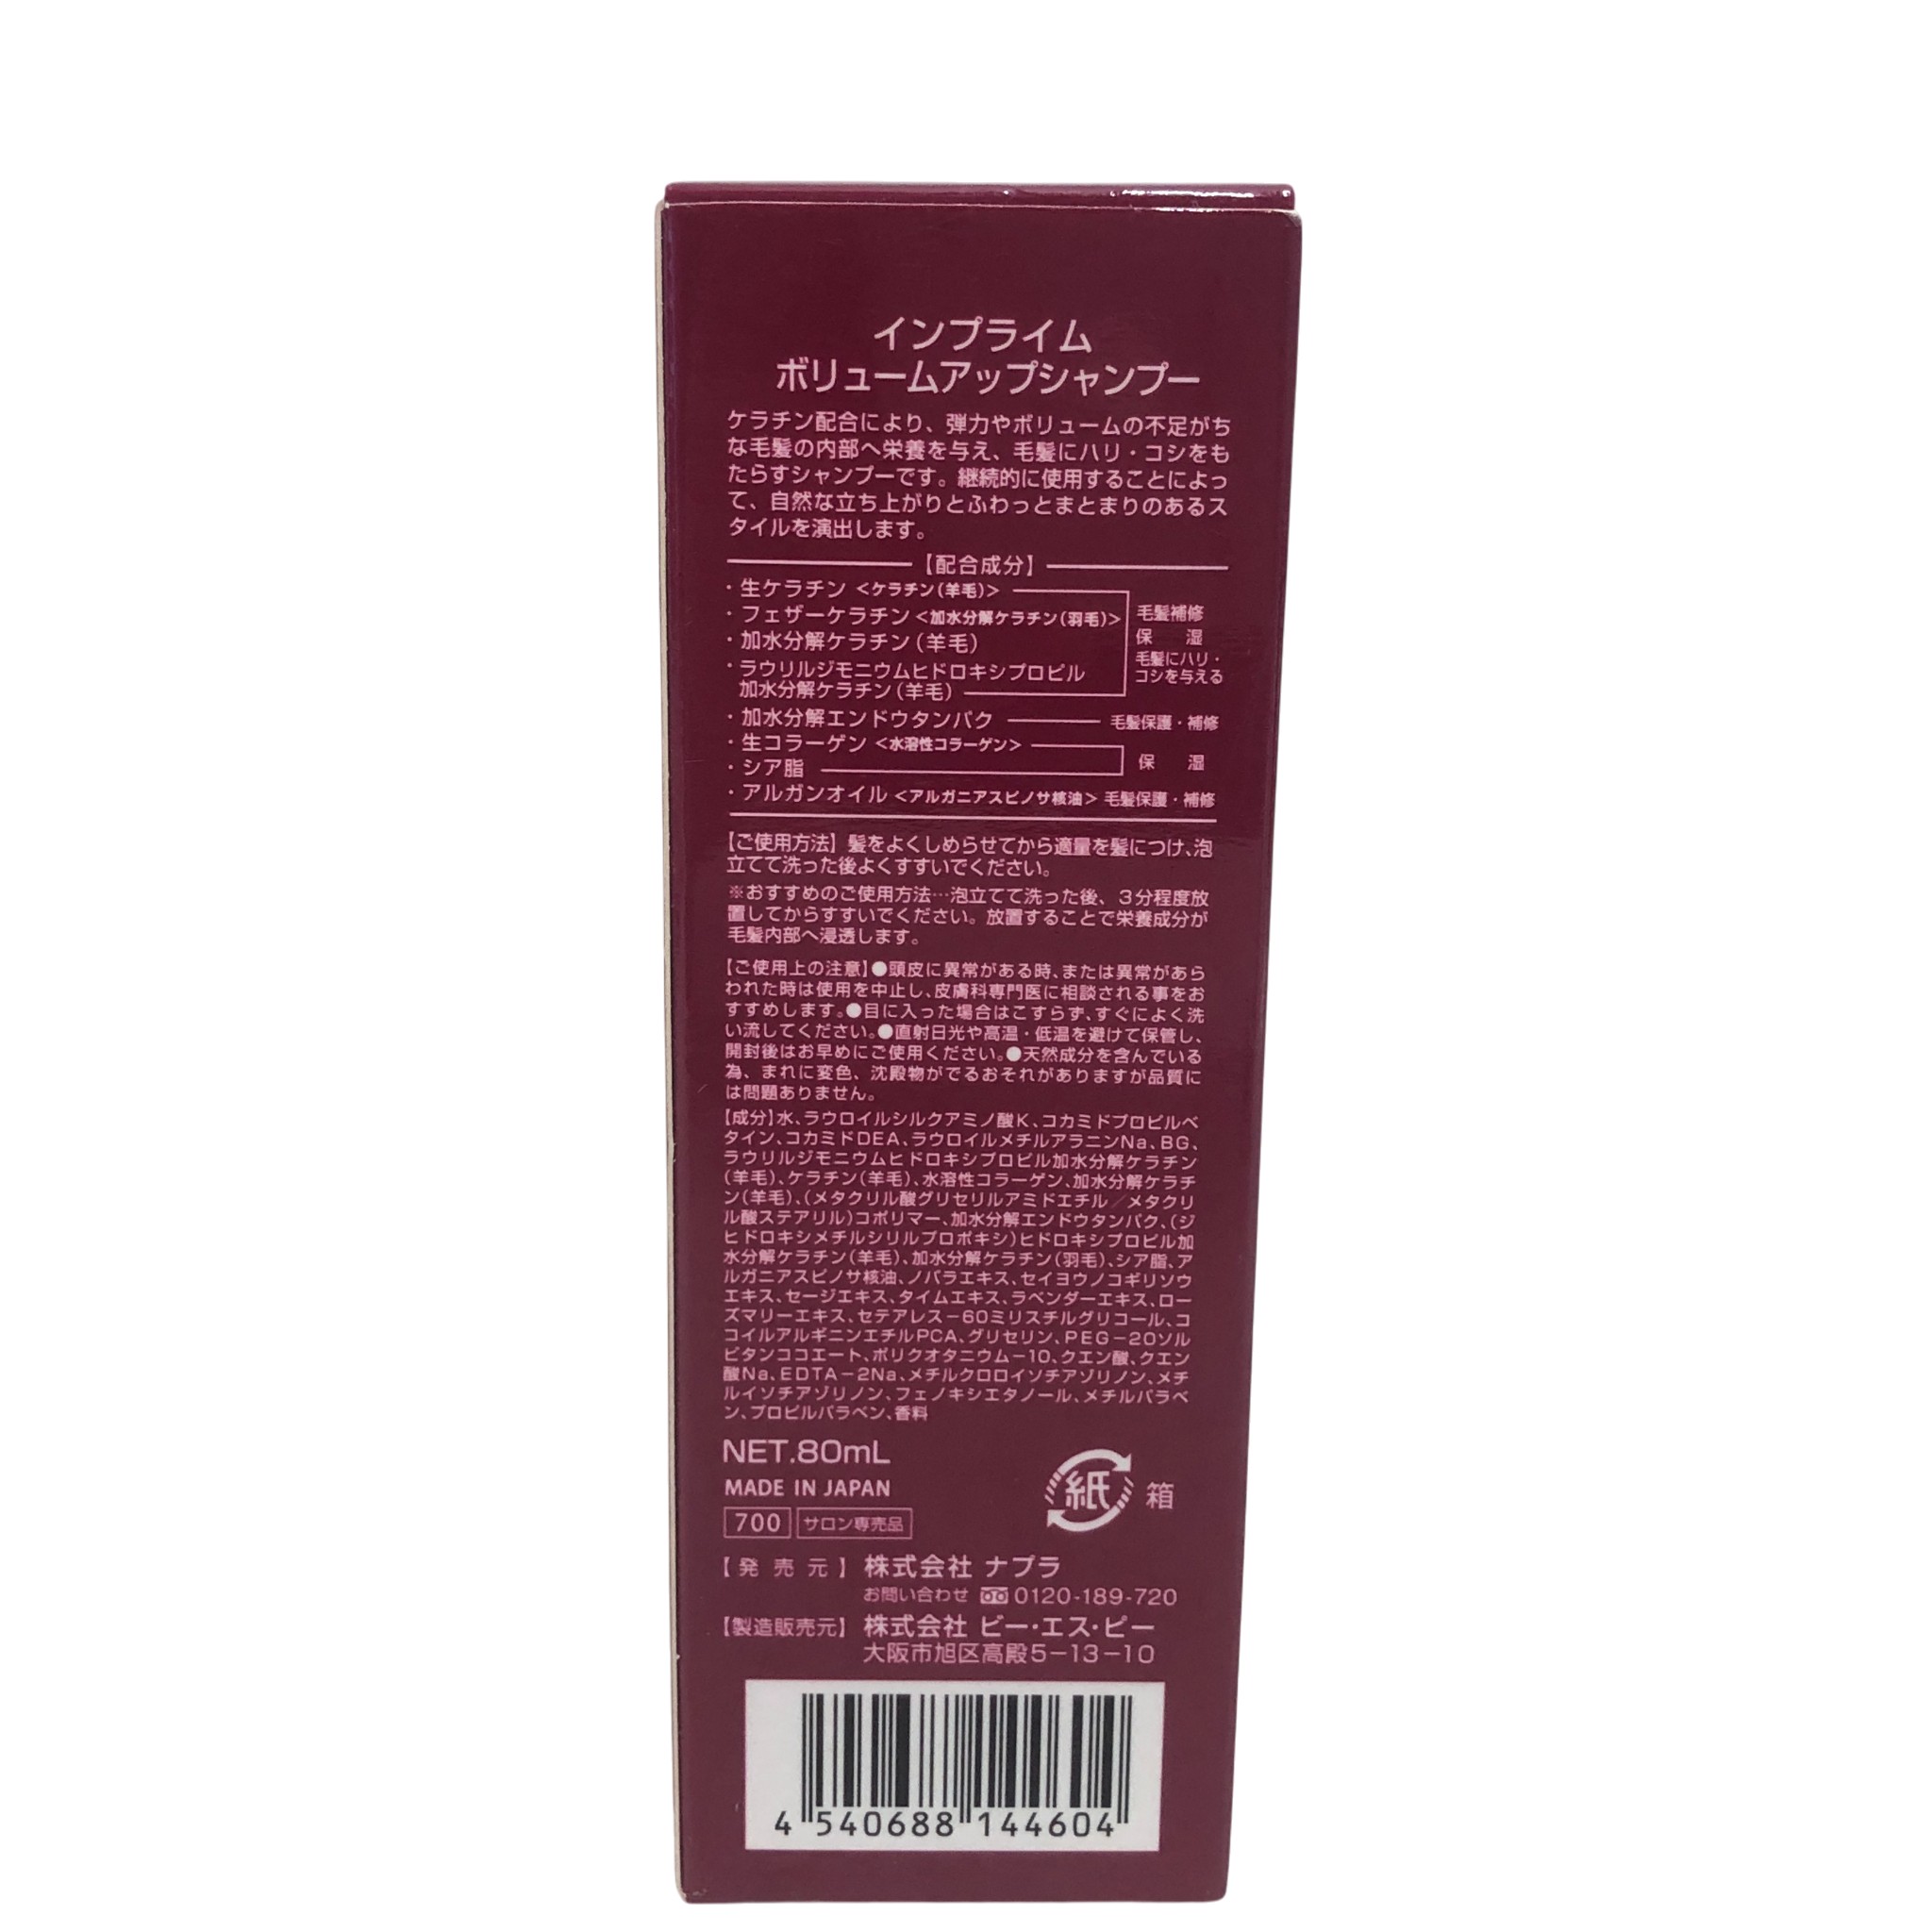 インプライム
ボリュームアップシャンプー
ケラチン配合により、弾力やボリュームの不足がち
な毛髪の内部へ栄養を与え、毛髪にハリ・コシをも
たらすシャンプーです。継続的に使用することによっ
て、自然な立ち上がりとふわっとまとまりのあるス
タイルを演出します。
【配合成分】
・生ケラチン<ケラチン(羊毛)>
・フェザーケラチン<加水分解ケラチン(羽毛)>
・加水分解ケラチン(羊毛)
・ラウリルジモニウムヒドロキシプロピル
加水分解ケラチン(羊毛)
毛髪補修
保 湿
毛髪にハリ・
コシを与える
・加水分解エンドウタンパク 毛髪保護・補修
・生コラーゲン<水溶性コラーゲン>
・シア脂
保 湿
・アルガンオイル<アルガニアスピノサ核油> 毛髪保護・補修
【ご使用方法】髪をよくしめらせてから適量を髪につけ、泡
立てて洗った後よくすすいでください。
※おすすめのご使用方法…泡立てて洗った後、3分程度放
置してからすすいでください。放置することで栄養成分が
毛髪内部へ浸透します。
【ご使用上の注意】●頭皮に異常がある時、または異常があら
われた時は使用を中止し、皮膚科専門医に相談される事をお
すすめします。●目に入った場合はこすらず、すぐによく洗
い流してください。●直射日光や高温・低温を避けて保管し、
開封後はお早めにご使用ください。●天然成分を含んでいる
為、まれに変色、沈殿物がでるおそれがありますが品質に
は問題ありません。
【成分】水、ラウロイルシルクアミノ酸K、コカミドプロピルベ
タイン、コカミドDEA、ラウロイルメチルアラニンNa、BG、
ラウリルジモニウムヒドロキシプロピル加水分解ケラチン
(羊毛)、ケラチン(羊毛)、水溶性コラーゲン、加水分解ケラチ
ン(羊毛)、(メタクリル酸グリセリルアミドエチル／メタクリ
ル酸ステアリル)コポリマー、加水分解エンドウタンパク、(ジ
ヒドロキシメチルシリルプロポキシ)ヒドロキシプロピル加
水分解ケラチン(羊毛)、加水分解ケラチン(羽毛)、シア脂、ア
ルガニアスピノサ核油、ノバラエキス、セイヨウノコギリソウ
エキス、セージエキス、タイムエキス、ラベンダーエキス、ロー
ズマリーエキス、セテアレス－60ミリスチルグリコール、コ
コイルアルギニンエチルPCA、グリセリン、PEG－20ソル
ビタンココエート、ポリクオタニウム－10、クエン酸、クエン
酸Na、EDTA－2Na、メチルクロロイソチアゾリノン、メチ
ルイソチアゾリノン、フェノキシエタノール、メチルパラベ
ン、プロピルパラベン、香料
NET.80mL
MADE IN JAPAN
700 サロン専売品
紙 箱
【発売元】株式会社 ナプラ
お問い合わせ 0120-189-720
【製造販売元】株式会社 ビー・エス・ピー
大阪市旭区高殿5－13－10
4 540688 144604